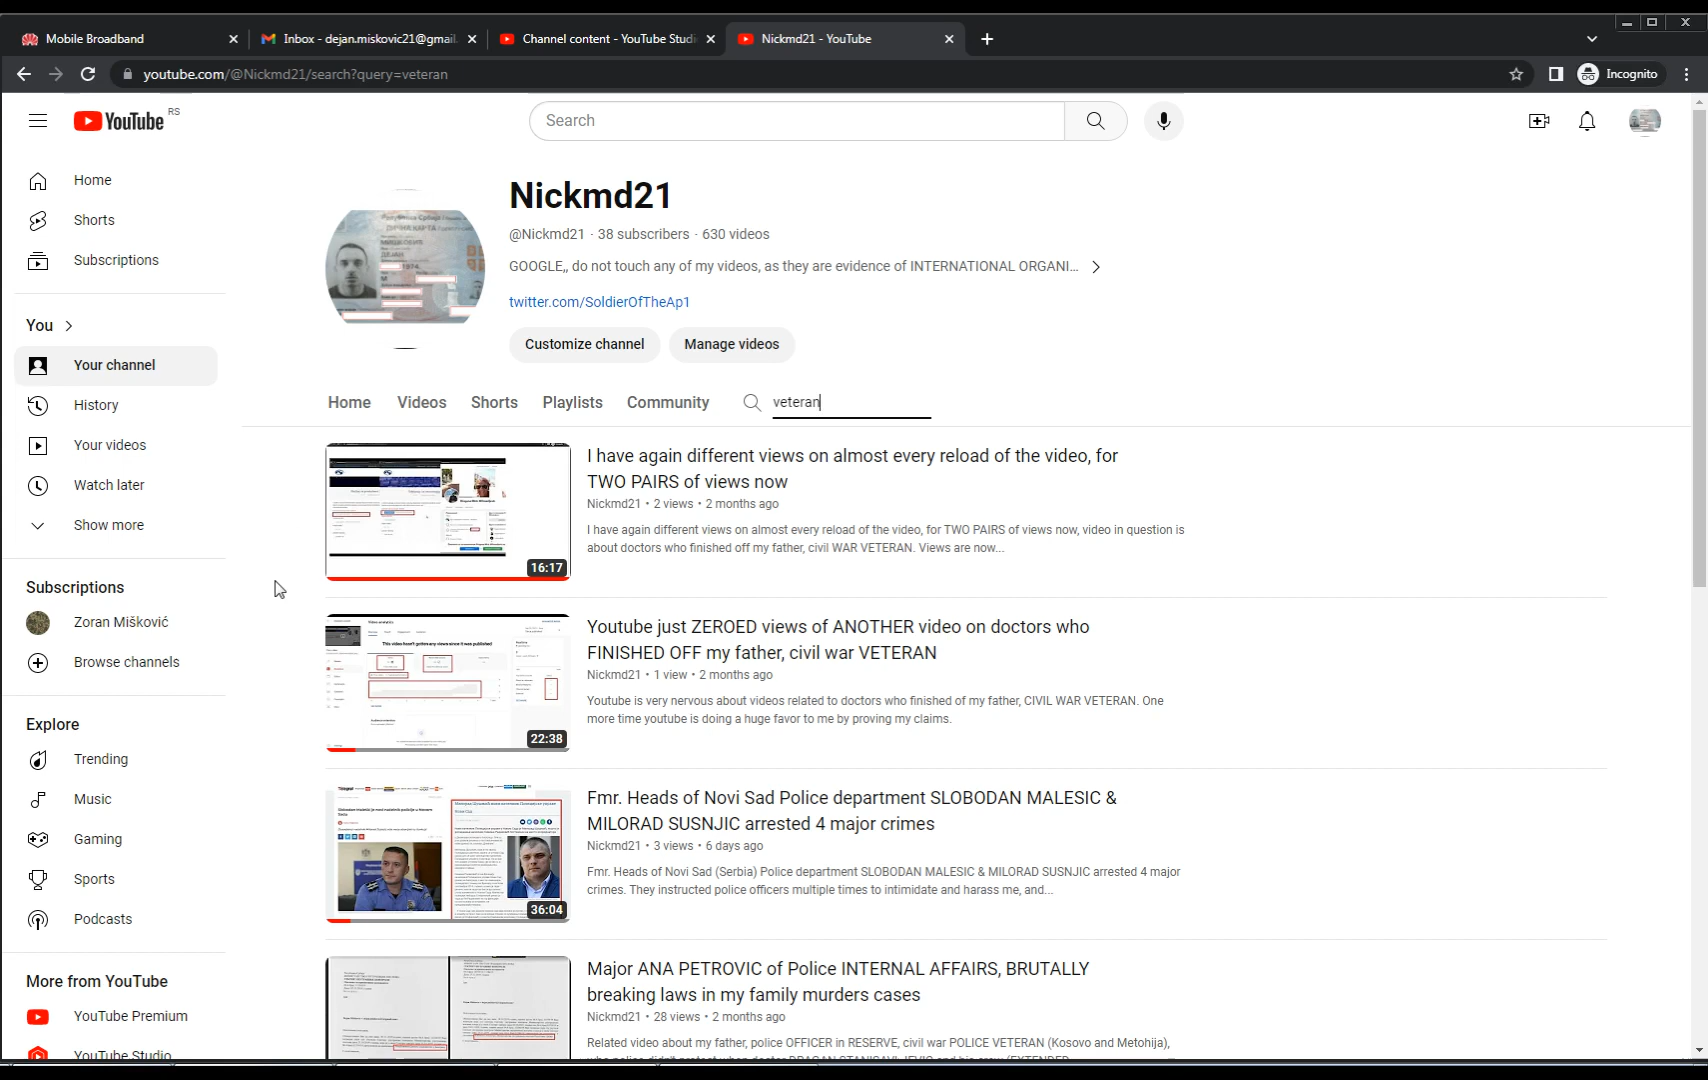 Mobile Broadband
Inbox - dejan.miskovic21@gmail.
Channel content - YouTube Studi
Nickmd21 - YouTube
youtube.com/@Nickmd21/search?query=veteran
Incognito
YouTube RS
Search
Home
Shorts
Subscriptions
You
Your channel
History
Your videos
Watch later
Show more
Subscriptions
Zoran Mišković
Browse channels
Explore
Trending
Music
Gaming
Sports
Podcasts
More from YouTube
YouTube Premium
YouTube Studio
Nickmd21
@Nickmd21 · 38 subscribers · 630 videos
GOOGLE,, do not touch any of my videos, as they are evidence of INTERNATIONAL ORGANI...
twitter.com/SoldierOfTheAp1
Customize channel
Manage videos
Home
Videos
Shorts
Playlists
Community
veteran
16:17
I have again different views on almost every reload of the video, for
TWO PAIRS of views now
Nickmd21 • 2 views • 2 months ago
I have again different views on almost every reload of the video, for TWO PAIRS of views now, video in question is
about doctors who finished off my father, civil WAR VETERAN. Views are now...
22:38
Youtube just ZEROED views of ANOTHER video on doctors who
FINISHED OFF my father, civil war VETERAN
Nickmd21 • 1 view • 2 months ago
Youtube is very nervous about videos related to doctors who finished of my father, CIVIL WAR VETERAN. One
more time youtube is doing a huge favor to me by proving my claims.
36:04
Fmr. Heads of Novi Sad Police department SLOBODAN MALESIC &
MILORAD SUSNJIC arrested 4 major crimes
Nickmd21 • 3 views • 6 days ago
Fmr. Heads of Novi Sad (Serbia) Police department SLOBODAN MALESIC & MILORAD SUSNJIC arrested 4 major
crimes. They instructed police officers multiple times to intimidate and harass me, and...
Major ANA PETROVIC of Police INTERNAL AFFAIRS, BRUTALLY
breaking laws in my family murders cases
Nickmd21 • 28 views • 2 months ago
Related video about my father, police OFFICER in RESERVE, civil war POLICE VETERAN (Kosovo and Metohija),